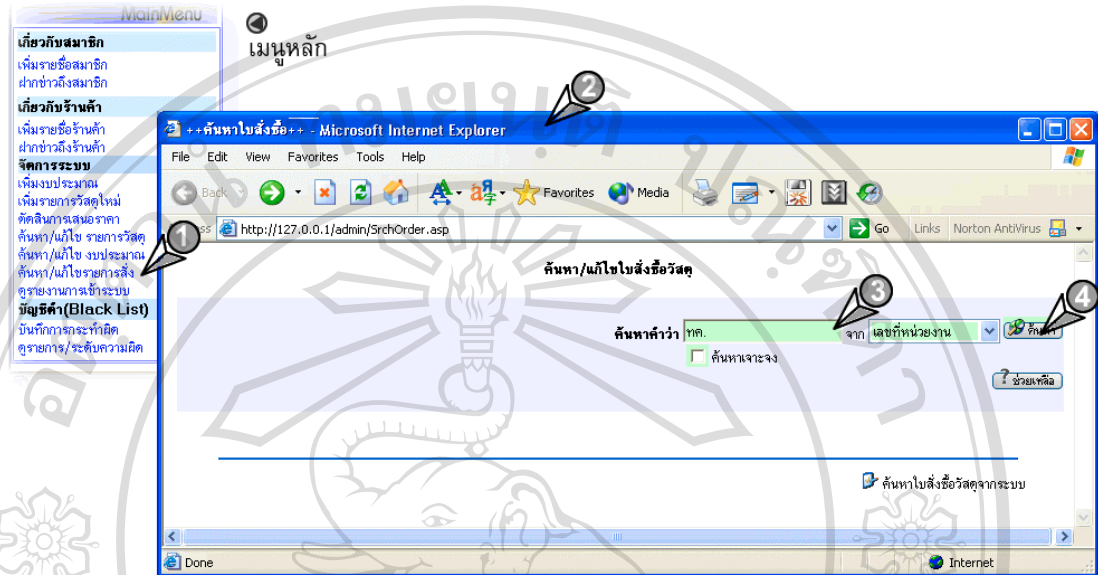 MainMenu
เกี่ยวกับสมาชิก
เพิ่มรายชื่อสมาชิก
ฝากข่าวถึงสมาชิก
เกี่ยวกับร้านค้า
เพิ่มรายชื่อร้านค้า
ฝากข่าวถึงร้านค้า
จัดการระบบ
เพิ่มงบประมาณ
เพิ่มรายการวัสดุใหม่
ตัดสินการเสนอราคา
ค้นหา/แก้ไข รายการวัสดุ
ค้นหา/แก้ไข งบประมาณ
ค้นหา/แก้ไขรายการสั่ง
ดูรายงานการเข้าระบบ
บัญชีดำ(Black List)
บันทึกการกระทำผิด
ดูรายการ/ระดับความผิด
เมนูหลัก
1
2
++ค้นหาใบสั่งซื้อ++ - Microsoft Internet Explorer
File Edit View Favorites Tools Help
Back Favorites Media
http://127.0.0.1/admin/SrchOrder.asp Go Links Norton AntiVirus
ค้นหา/แก้ไขใบสั่งซื้อวัสดุ
3
4
ค้นหาคำว่า ทค. จาก เลขที่หน่วยงาน ค้นหา
ค้นหาเจาะจง
? ช่วยเหลือ
ค้นหาใบสั่งซื้อวัสดุจากระบบ
Done Internet